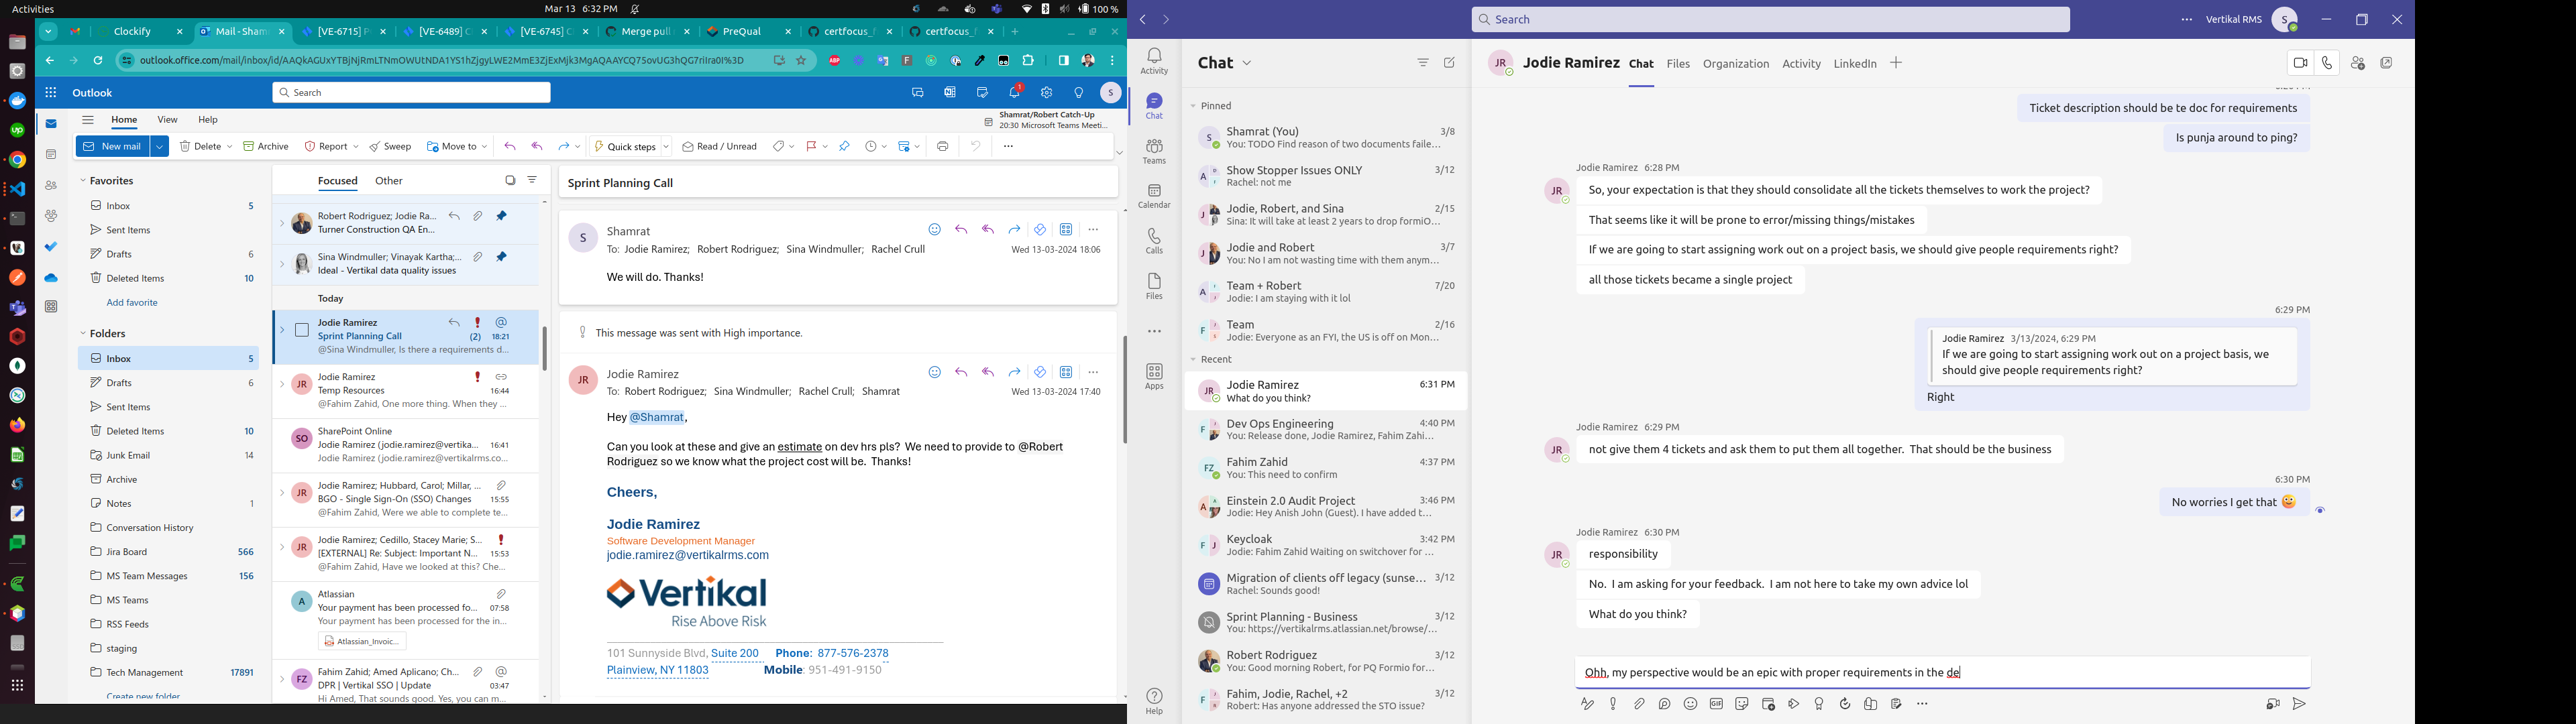 Activities
Mar 13 6:32 PM
100 %
Clockify
Mail - Sham
[VE-6715] P
[VE-6489] C
[VE-6745] C
Merge pull
PreQual
certfocus_
certfocus_
outlook.office.com/mail/inbox/id/AAQkAGUxYTBjNjRmLTNmOWUtNDA1YS1hZjgyLWE2MmE3ZjExMjk3MgAQAAYCQ7SovUG3hQG7riIra0I%3D
Outlook
Search
S
Home
View
Help
Shamrat/Robert Catch-Up
20:30 Microsoft Teams Meeti...
New mail
Delete
Archive
Report
Sweep
Move to
Quick steps
Read / Unread
Favorites
Inbox 5
Sent Items
Drafts 6
Deleted Items 10
Add favorite
Folders
Inbox 5
Drafts 6
Sent Items
Deleted Items 10
Junk Email 14
Archive
Notes 1
Conversation History
Jira Board 566
MS Team Messages 156
MS Teams
RSS Feeds
staging
Tech Management 17891
Create new folder
Focused
Other
Robert Rodriguez; Jodie Ra...
Turner Construction QA En...
Sina Windmuller; Vinayak Kartha;...
Ideal - Vertikal data quality issues
Today
Jodie Ramirez
Sprint Planning Call (2) 18:21
@Sina Windmuller, Is there a requirements d...
JR
Jodie Ramirez
Temp Resources 16:44
@Fahim Zahid, One more thing. When they ...
SO
SharePoint Online
Jodie Ramirez (jodie.ramirez@vertika... 16:41
Jodie Ramirez (jodie.ramirez@vertikalrms.co...
JR
Jodie Ramirez; Hubbard, Carol; Millar, ...
BGO - Single Sign-On (SSO) Changes 15:55
@Fahim Zahid, Were we able to complete te...
JR
Jodie Ramirez; Cedillo, Stacey Marie; S...
[EXTERNAL] Re: Subject: Important N... 15:53
@Fahim Zahid, Have we looked at this? Che...
A
Atlassian
Your payment has been processed fo... 07:58
Your payment has been processed for the in...
Atlassian_Invoic...
FZ
Fahim Zahid; Amed Aplicano; Ch...
DPR | Vertikal SSO | Update 03:47
Hi Amed, That sounds good. Yes, you can m...
Sprint Planning Call
S
Shamrat
To: Jodie Ramirez; Robert Rodriguez; Sina Windmuller; Rachel Crull
Wed 13-03-2024 18:06
We will do. Thanks!
This message was sent with High importance.
JR
Jodie Ramirez
To: Robert Rodriguez; Sina Windmuller; Rachel Crull; Shamrat
Wed 13-03-2024 17:40
Hey @Shamrat,
Can you look at these and give an estimate on dev hrs pls? We need to provide to @Robert
Rodriguez so we know what the project cost will be. Thanks!
Cheers,
Jodie Ramirez
Software Development Manager
jodie.ramirez@vertikalrms.com
Vertikal
Rise Above Risk
101 Sunnyside Blvd, Suite 200 Phone: 877-576-2378
Plainview, NY 11803 Mobile: 951-491-9150
Search
Vertikal RMS
S
Activity
Chat
Teams
Calendar
Calls
Files
Apps
Help
Chat
Pinned
Shamrat (You) 3/8
You: TODO Find reason of two documents faile...
Show Stopper Issues ONLY 3/12
Rachel: not me
Jodie, Robert, and Sina 2/15
Sina: It will take at least 2 years to drop formiO...
Jodie and Robert 3/7
You: No I am not wasting time with them anym...
Team + Robert 7/20
Jodie: I am staying with it lol
Team 2/16
Jodie: Everyone as an FYI, the US is off on Mon...
Recent
Jodie Ramirez 6:31 PM
What do you think?
Dev Ops Engineering 4:40 PM
You: Release done, Jodie Ramirez, Fahim Zahi...
Fahim Zahid 4:37 PM
You: This need to confirm
Einstein 2.0 Audit Project 3:46 PM
Jodie: Hey Anish John (Guest). I have added t...
Keycloak 3:42 PM
Jodie: Fahim Zahid Waiting on switchover for ...
Migration of clients off legacy (sunse... 3/12
Rachel: Sounds good!
Sprint Planning - Business 3/12
You: https://vertikalrms.atlassian.net/browse/...
Robert Rodriguez 3/12
You: Good morning Robert, for PQ Formio for...
Fahim, Jodie, Rachel, +2 3/12
Robert: Has anyone addressed the STO issue?
JR
Jodie Ramirez
Chat
Files
Organization
Activity
LinkedIn
Ticket description should be te doc for requirements
Is punja around to ping?
Jodie Ramirez 6:28 PM
JR
So, your expectation is that they should consolidate all the tickets themselves to work the project?
That seems like it will be prone to error/missing things/mistakes
If we are going to start assigning work out on a project basis, we should give people requirements right?
all those tickets became a single project
6:29 PM
Jodie Ramirez 3/13/2024, 6:29 PM
If we are going to start assigning work out on a project basis, we
should give people requirements right?
Right
Jodie Ramirez 6:29 PM
JR
not give them 4 tickets and ask them to put them all together. That should be the business
6:30 PM
No worries I get that
Jodie Ramirez 6:30 PM
JR
responsibility
No. I am asking for your feedback. I am not here to take my own advice lol
What do you think?
Ohh, my perspective would be an epic with proper requirements in the de